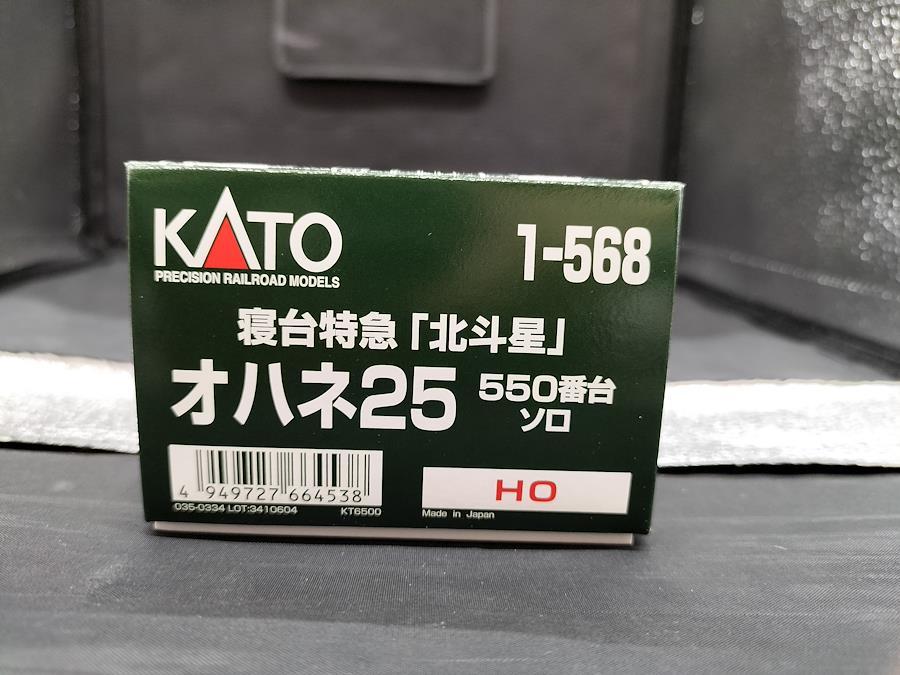 KATO
PRECISION RAILROAD MODELS
1-568
寝台特急「北斗星」
オハネ25 550番台
ソロ
4 949727 664538
035-0334 LOT:3410604 KT6500
HO
Made in Japan